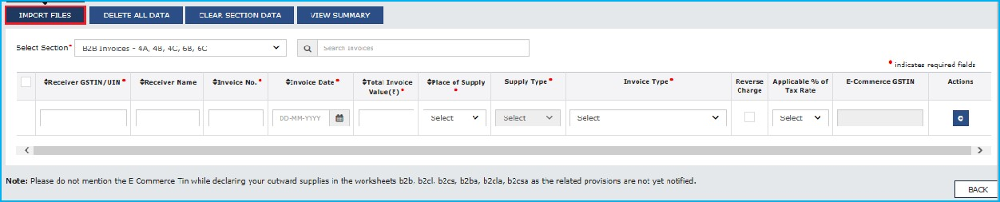 IMPORT FILES DELETE ALL DATA CLEAR SECTION DATA VIEW SUMMARY
Select Section* B2B Invoices - 4A, 4B, 4C, 6B, 6C Search Invoices
• indicates required fields
Receiver GSTIN/UIN• Receiver Name Invoice No.• Invoice Date• Total Invoice Value(₹)• Place of Supply• Supply Type• Invoice Type• Reverse Charge Applicable % of Tax Rate E-Commerce GSTIN Actions
DD-MM-YYYY Select Select Select Select
Note: Please do not mention the E Commerce Tin while declaring your outward supplies in the worksheets b2b, b2cl, b2cs, b2ba, b2cla, b2csa as the related provisions are not yet notified.
BACK